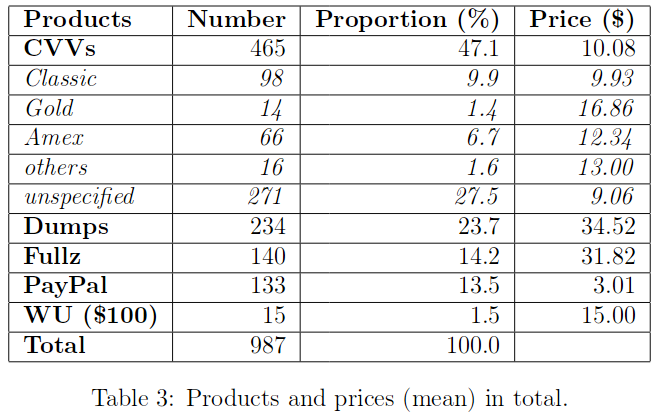 Products Number Proportion (%) Price ($)
CVVs 465 47.1 10.08
Classic 98 9.9 9.93
Gold 14 1.4 16.86
Amex 66 6.7 12.34
others 16 1.6 13.00
unspecified 271 27.5 9.06
Dumps 234 23.7 34.52
Fullz 140 14.2 31.82
PayPal 133 13.5 3.01
WU ($100) 15 1.5 15.00
Total 987 100.0
Table 3: Products and prices (mean) in total.